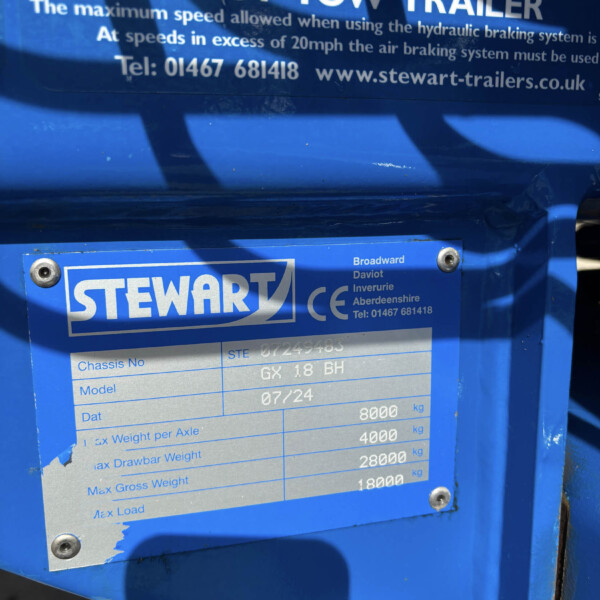 TOW TRAILER
The maximum speed allowed when using the hydraulic braking system is
At speeds in excess of 20mph the air braking system must be used
Tel: 01467 681418 www.stewart-trailers.co.uk
STEWART CE
Broadward
Daviot
Inverurie
Aberdeenshire
Tel: 01467 681418
Chassis No STE
Model GX 18 BH
Dat 07/24
Max Weight per Axle 8000 kg
Max Drawbar Weight 4000 kg
Max Gross Weight 28000 kg
Max Load 18000 kg